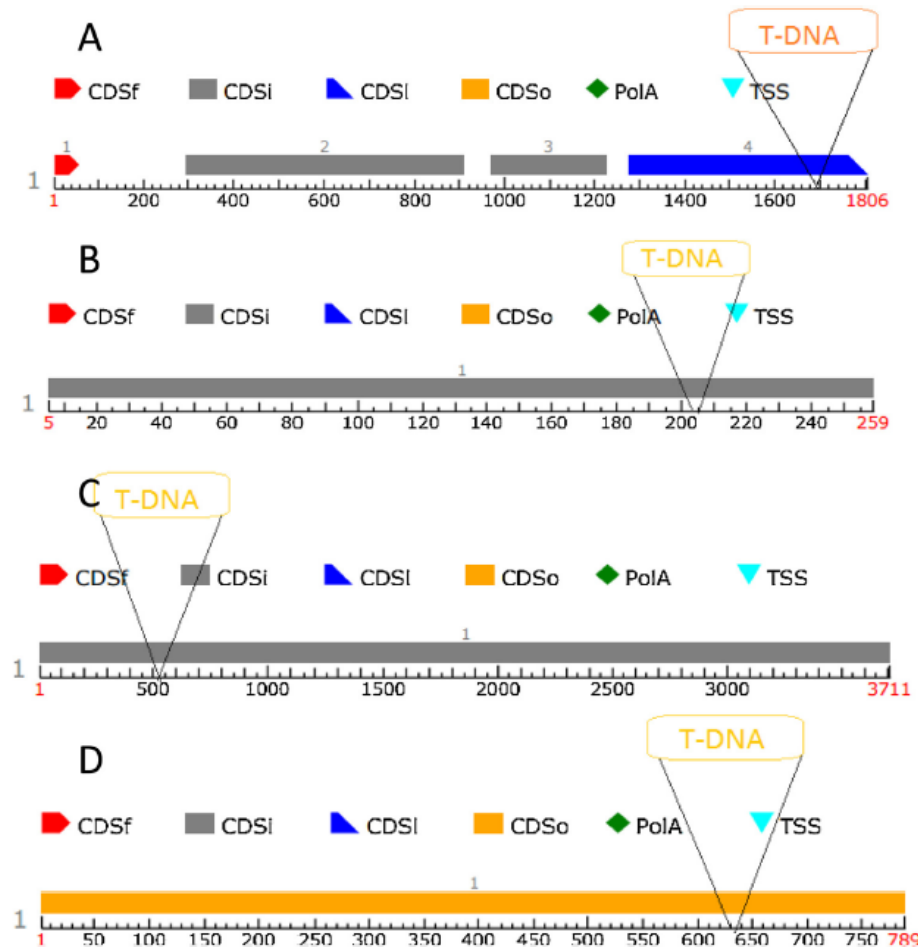 A
T-DNA
CDSf CDSi CDSl CDSo PolA TSS
1 2 3 4
1
1 200 400 600 800 1000 1200 1400 1600 1806
B
T-DNA
CDSf CDSi CDSl CDSo PolA TSS
1
1
5 20 40 60 80 100 120 140 160 180 200 220 240 259
C
T-DNA
CDSf CDSi CDSl CDSo PolA TSS
1
1
1 500 1000 1500 2000 2500 3000 3711
D
T-DNA
CDSf CDSi CDSl CDSo PolA TSS
1
1
1 50 100 150 200 250 300 350 400 450 500 550 600 650 700 750 786